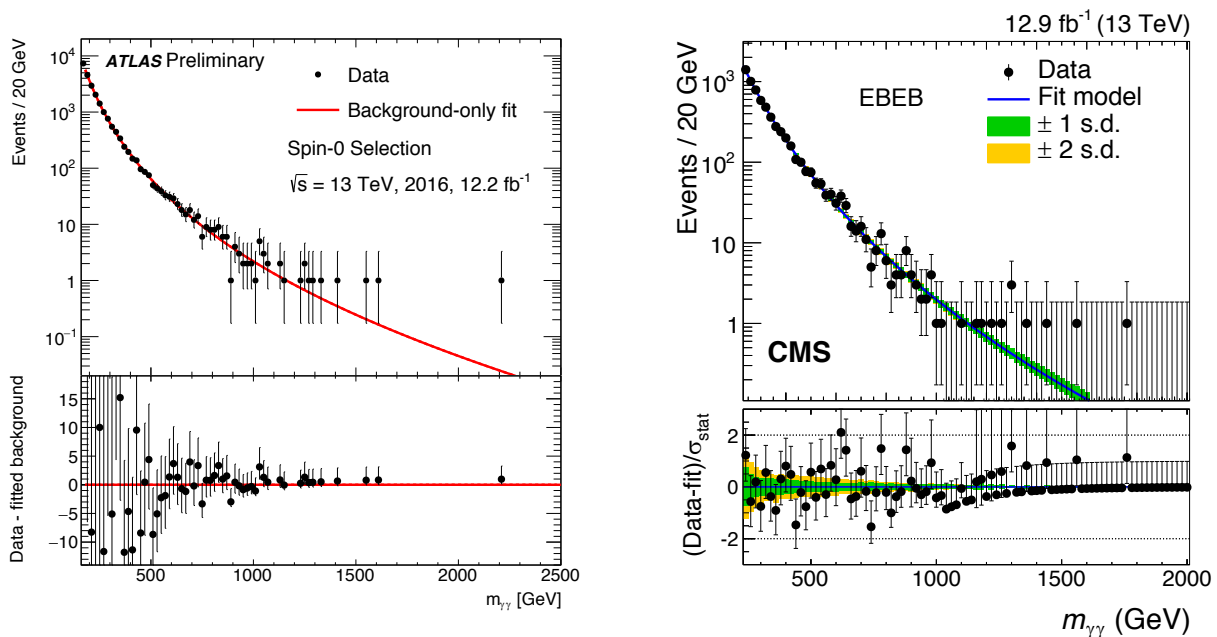 ATLAS Preliminary
Data
Background-only fit
Spin-0 Selection
√s = 13 TeV, 2016, 12.2 fb⁻¹
Events / 20 GeV
10⁴
10³
10²
10
1
10⁻¹
Data - fitted background
15
10
5
0
−5
−10
500 1000 1500 2000 2500
m_γγ [GeV]
12.9 fb⁻¹ (13 TeV)
Data
EBEB
Fit model
± 1 s.d.
± 2 s.d.
Events / 20 GeV
10³
10²
10
1
CMS
(Data-fit)/σ_stat
2
0
-2
500 1000 1500 2000
m_γγ (GeV)